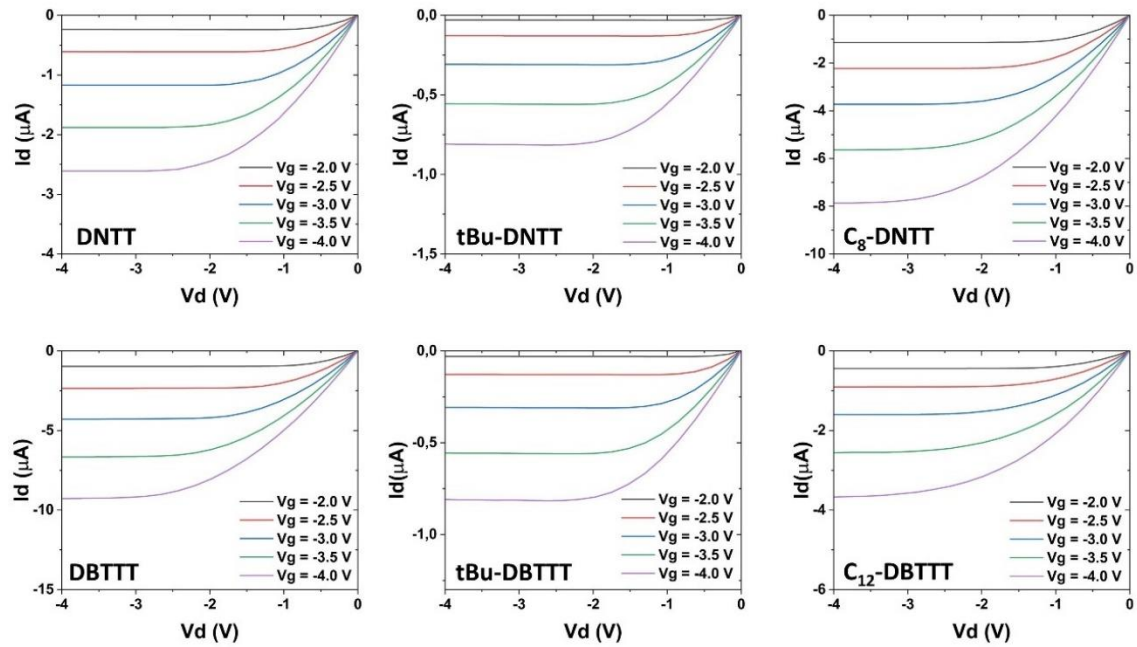 0
-1
-2
-3
-4
-4
-3
-2
-1
0
Id (μA)
Vd (V)
Vg = -2.0 V
Vg = -2.5 V
Vg = -3.0 V
Vg = -3.5 V
Vg = -4.0 V
DNTT
0,0
-0,5
-1,0
-1,5
-4
-3
-2
-1
0
Id (μA)
Vd (V)
Vg = -2.0 V
Vg = -2.5 V
Vg = -3.0 V
Vg = -3.5 V
Vg = -4.0 V
tBu-DNTT
0
-2
-4
-6
-8
-10
-4
-3
-2
-1
0
Id (μA)
Vd (V)
Vg = -2.0 V
Vg = -2.5 V
Vg = -3.0 V
Vg = -3.5 V
Vg = -4.0 V
C₈-DNTT
0
-5
-10
-15
-4
-3
-2
-1
0
Id (μA)
Vd (V)
Vg = -2.0 V
Vg = -2.5 V
Vg = -3.0 V
Vg = -3.5 V
Vg = -4.0 V
DBTTT
0,0
-0,5
-1,0
-4
-3
-2
-1
0
Id(μA)
Vd (V)
Vg = -2.0 V
Vg = -2.5 V
Vg = -3.0 V
Vg = -3.5 V
Vg = -4.0 V
tBu-DBTTT
0
-2
-4
-6
-4
-3
-2
-1
0
Id(μA)
Vd (V)
Vg = -2.0 V
Vg = -2.5 V
Vg = -3.0 V
Vg = -3.5 V
Vg = -4.0 V
C₁₂-DBTTT